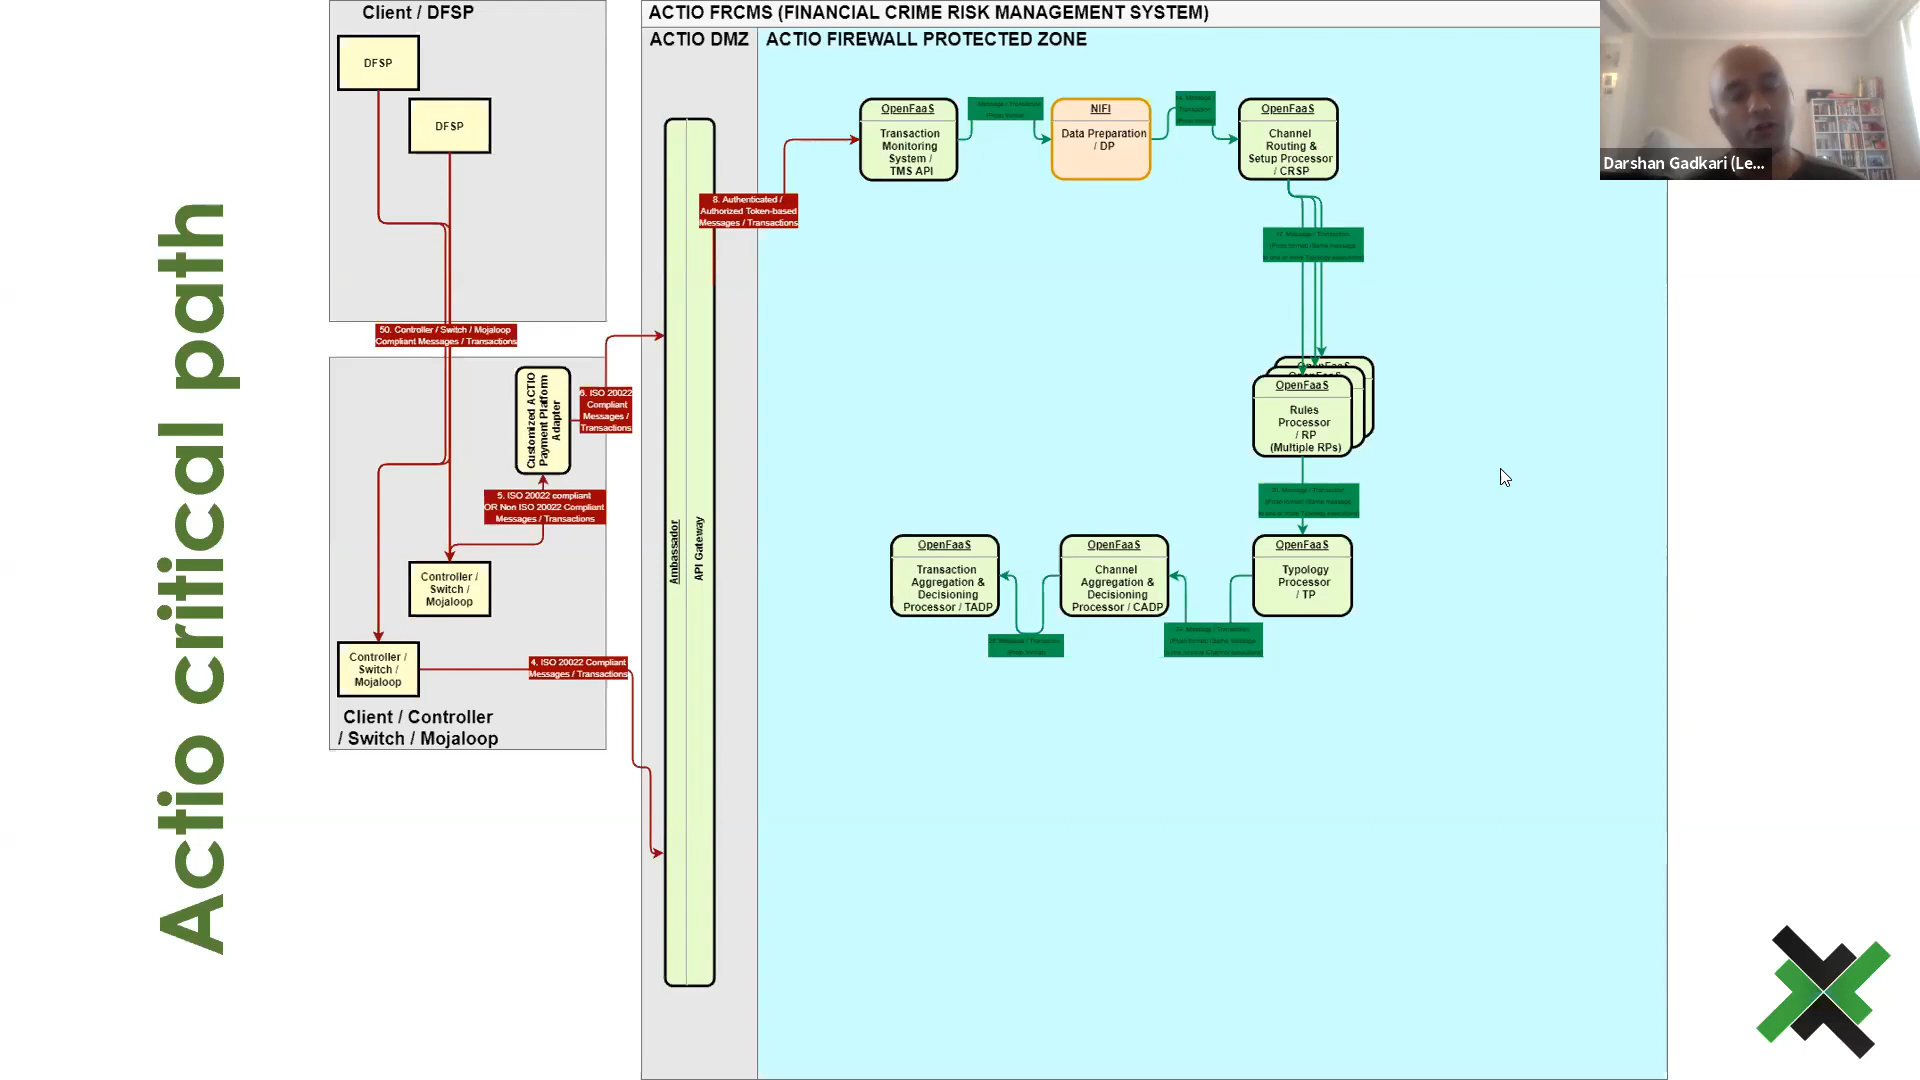 Actio critical path
Client / DFSP
DFSP
DFSP
50. Controller / Switch / Mojaloop
Compliant Messages / Transactions
Customized ACTIO
Payment Platform
Adapter
6. ISO 20022
Compliant
Messages /
Transactions
5. ISO 20022 compliant
OR Non ISO 20022 Compliant
Messages / Transactions
Controller /
Switch /
Mojaloop
Controller /
Switch /
Mojaloop
4. ISO 20022 Compliant
Messages / Transactions
Client / Controller
/ Switch / Mojaloop
ACTIO FRCMS (FINANCIAL CRIME RISK MANAGEMENT SYSTEM)
ACTIO DMZ
ACTIO FIREWALL PROTECTED ZONE
Ambassador
API Gateway
8. Authenticated /
Authorized Token-based
Messages / Transactions
OpenFaaS
Transaction
Monitoring
System /
TMS API
NIFI
Data Preparation
/ DP
OpenFaaS
Channel
Routing &
Setup Processor
/ CRSP
OpenFaaS
Rules
Processor
/ RP
(Multiple RPs)
OpenFaaS
Typology
Processor
/ TP
OpenFaaS
Channel
Aggregation &
Decisioning
Processor / CADP
OpenFaaS
Transaction
Aggregation &
Decisioning
Processor / TADP
Darshan Gadkari (Le...